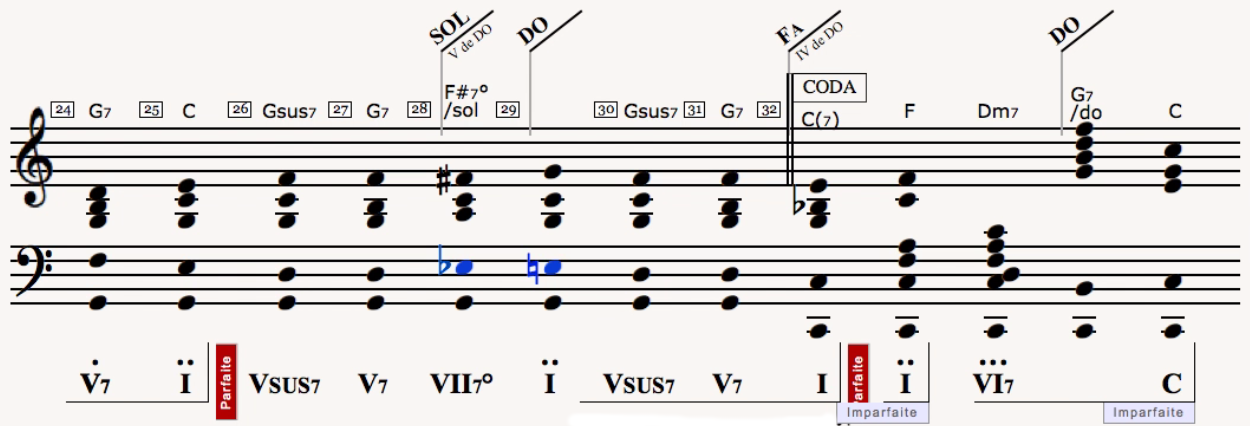 SOL DO FA DO
V de DO IV de DO
CODA
24 G7 25 C 26 Gsus7 27 G7 28 F#7° /sol 29 30 Gsus7 31 G7 32 C(7) F Dm7 G7 /do C
V7 I Parfaite VSUS7 V7 VII7° I VSUS7 V7 I Parfaite I VI7 C
Imparfaite Imparfaite